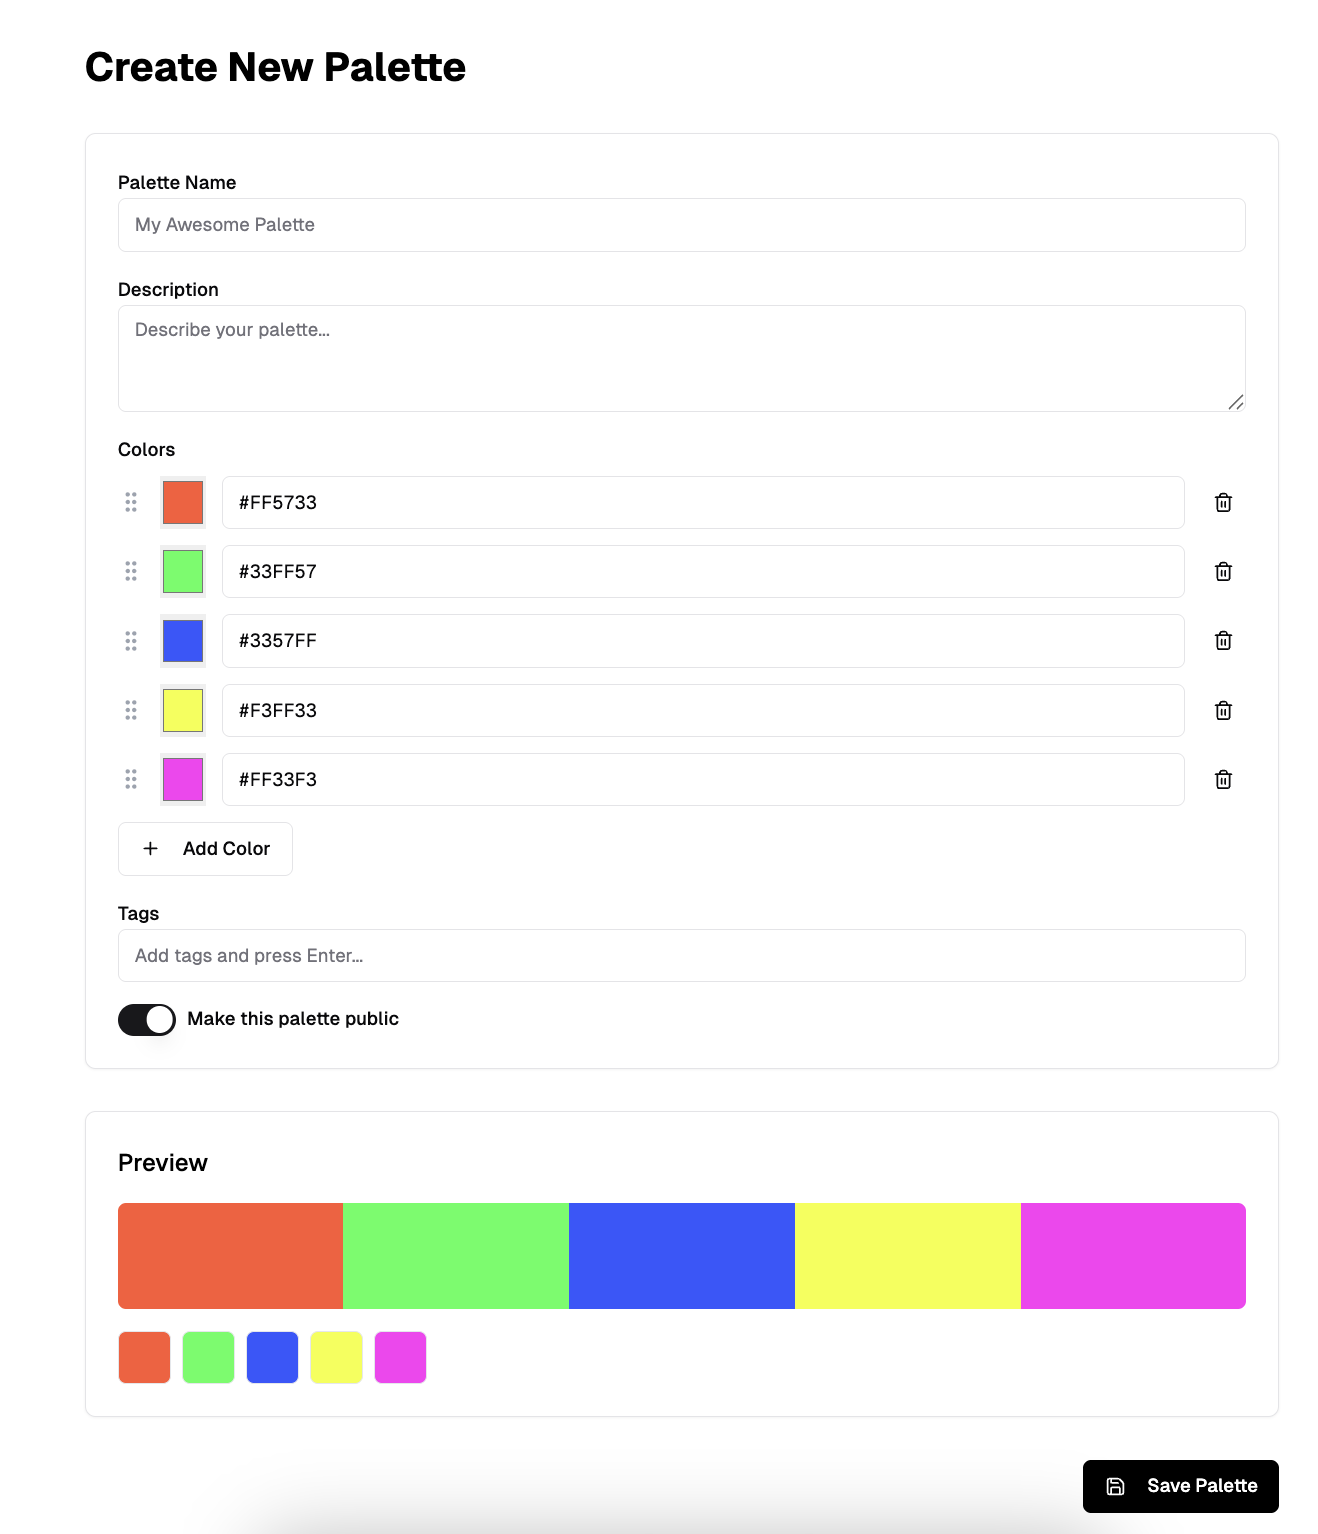 Create New Palette
Palette Name
My Awesome Palette
Description
Describe your palette...
Colors
#FF5733
#33FF57
#3357FF
#F3FF33
#FF33F3
Add Color
Tags
Add tags and press Enter...
Make this palette public
Preview
Save Palette